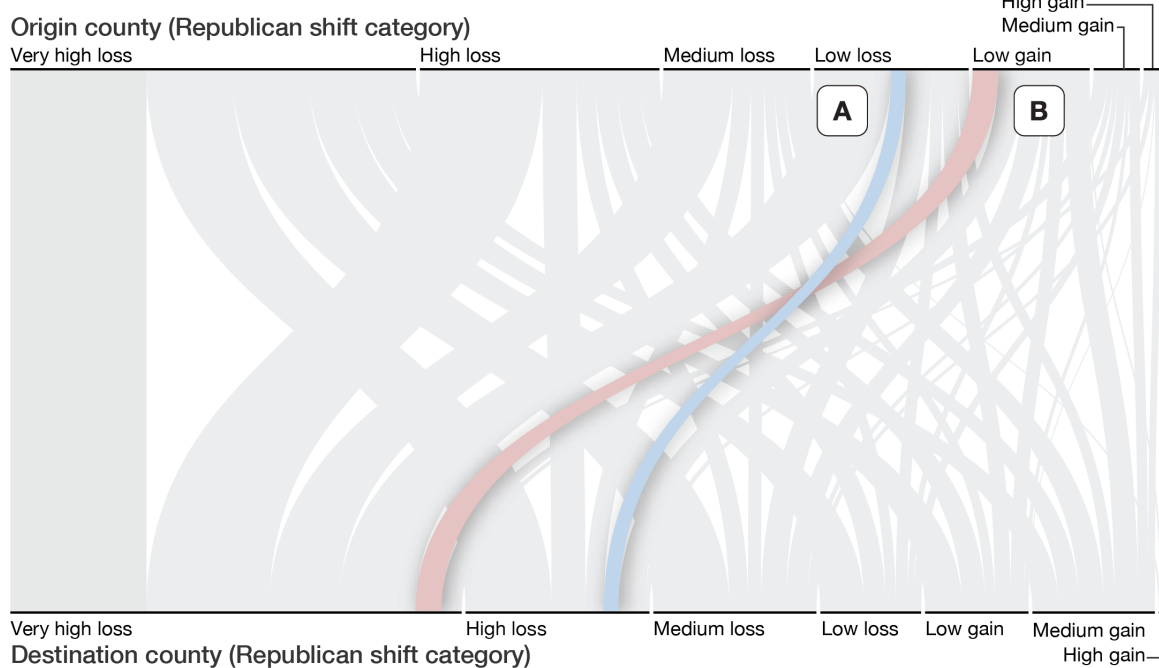 High gain
Origin county (Republican shift category)
Medium gain
Very high loss
High loss
Medium loss
Low loss
Low gain
A
B
Very high loss
High loss
Medium loss
Low loss
Low gain
Medium gain
Destination county (Republican shift category)
High gain